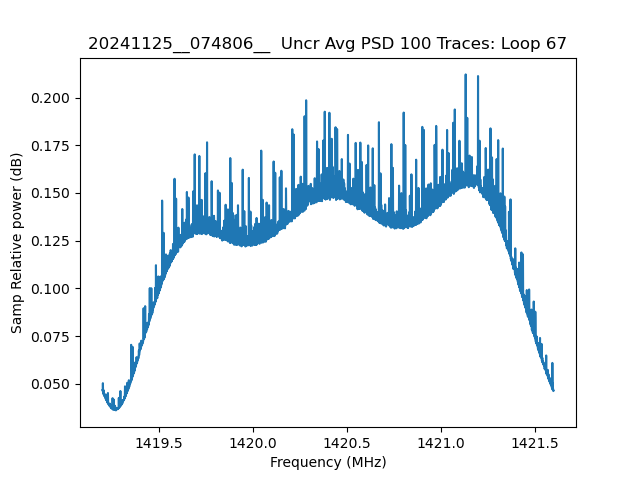 20241125__074806__  Uncr Avg PSD 100 Traces: Loop 67
Samp Relative power (dB)
0.200
0.175
0.150
0.125
0.100
0.075
0.050
1419.5 1420.0 1420.5 1421.0 1421.5
Frequency (MHz)